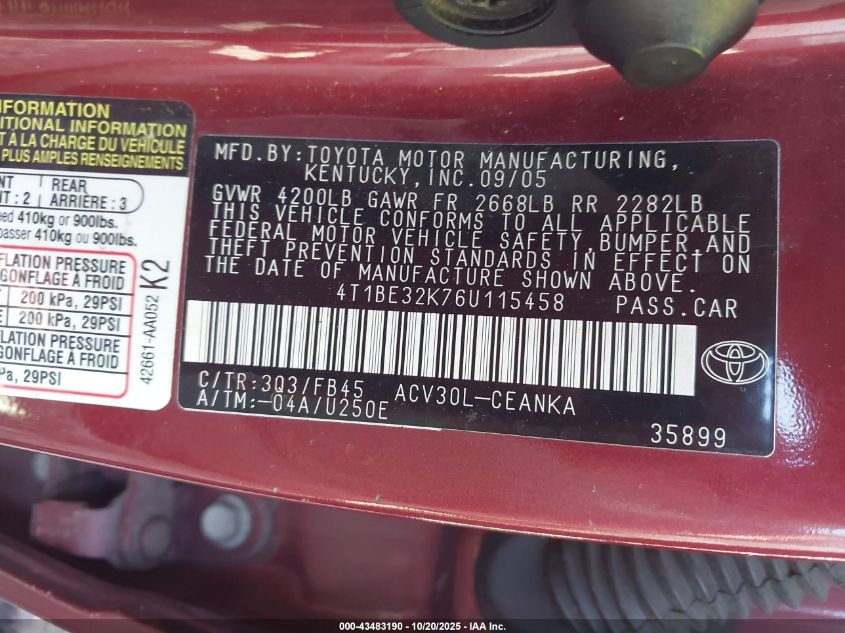 INFORMATION
ITIONAL INFORMATION
T À LA CHARGE DU VÉHICULE
PLUS AMPLES RENSEIGNEMENTS
NT : 2
REAR
ARRIÈRE : 3
eed 410kg or 900lbs.
passer 410kg ou 900lbs.
FLATION PRESSURE
GONFLAGE À FROID
200 kPa, 29PSI
200 kPa, 29PSI
LATION PRESSURE
GONFLAGE À FROID
Pa, 29PSI
42661-AA052 K2
MFD.BY:TOYOTA MOTOR MANUFACTURING,
KENTUCKY,INC.09/05
GVWR 4200LB GAWR FR 2668LB RR 2282LB
THIS VEHICLE CONFORMS TO ALL APPLICABLE
FEDERAL MOTOR VEHICLE SAFETY,BUMPER,AND
THEFT PREVENTION STANDARDS IN EFFECT ON
THE DATE OF MANUFACTURE SHOWN ABOVE.
4T1BE32K76U115458 PASS.CAR
C/TR:3Q3/FB45 ACV30L-CEANKA
A/TM:-04A/U250E
35899
000-43483190 - 10/20/2025 - IAA Inc.